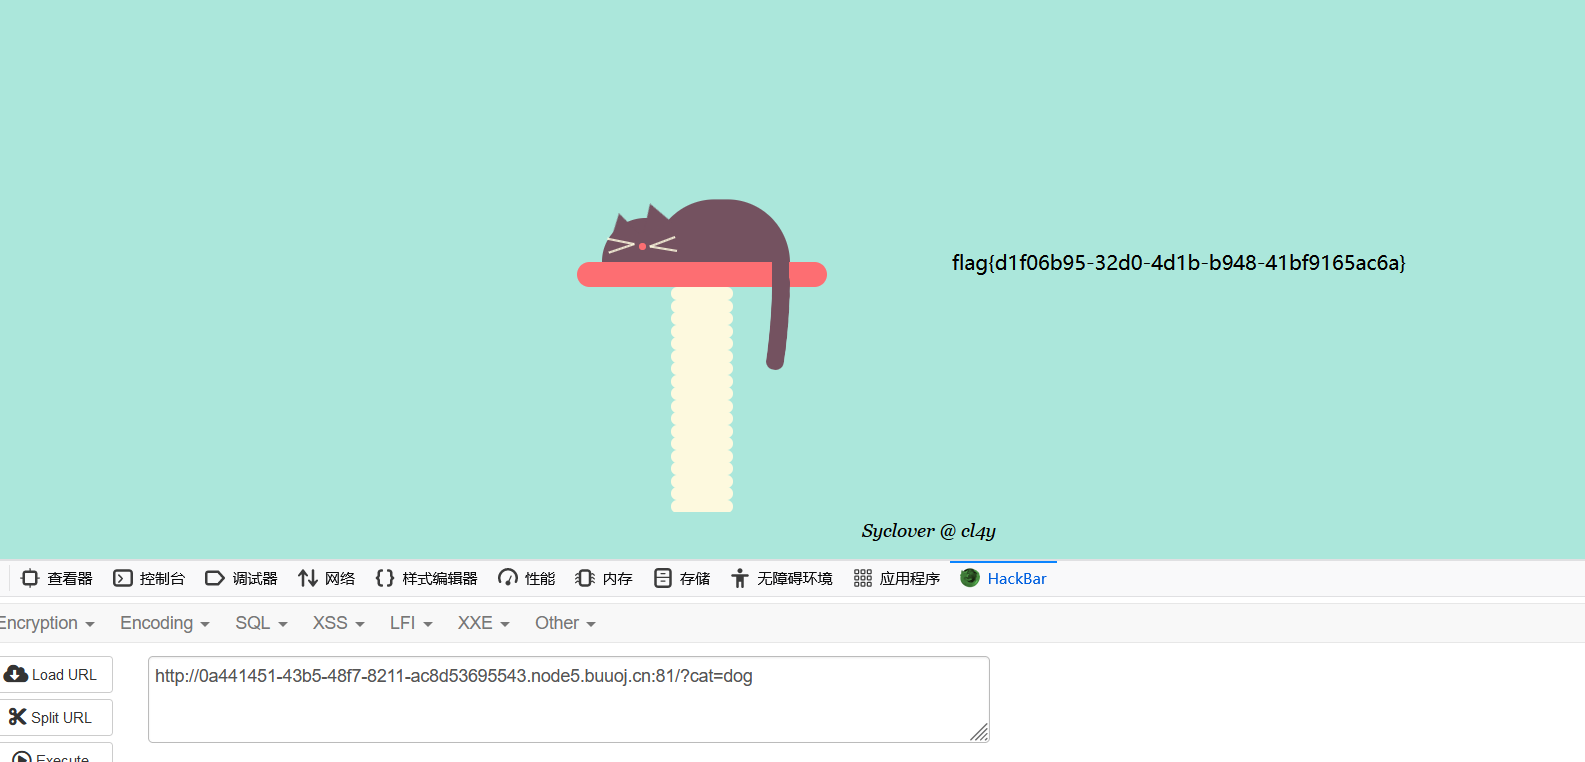 flag{d1f06b95-32d0-4d1b-b948-41bf9165ac6a}
Syclover @ cl4y
查看器 控制台 调试器 网络 样式编辑器 性能 内存 存储 无障碍环境 应用程序 HackBar
Encryption Encoding SQL XSS LFI XXE Other
Load URL
http://0a441451-43b5-48f7-8211-ac8d53695543.node5.buuoj.cn:81/?cat=dog
Split URL
Execute